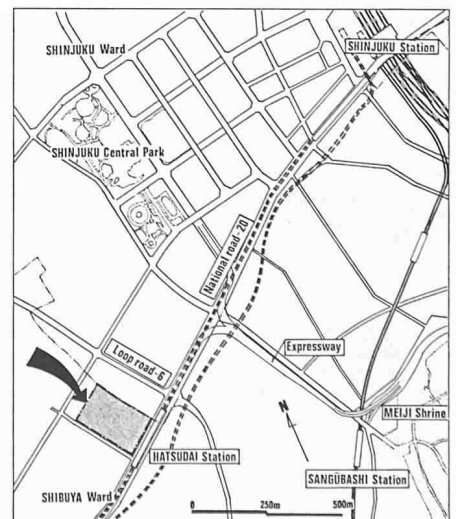 SHINJUKU Ward
SHINJUKU Station
SHINJUKU Central Park
National road-20
Loop road-6
Expressway
MEIJI Shrine
N
HATSUDAI Station
SANGŪBASHI Station
SHIBUYA Ward
0 250m 500m